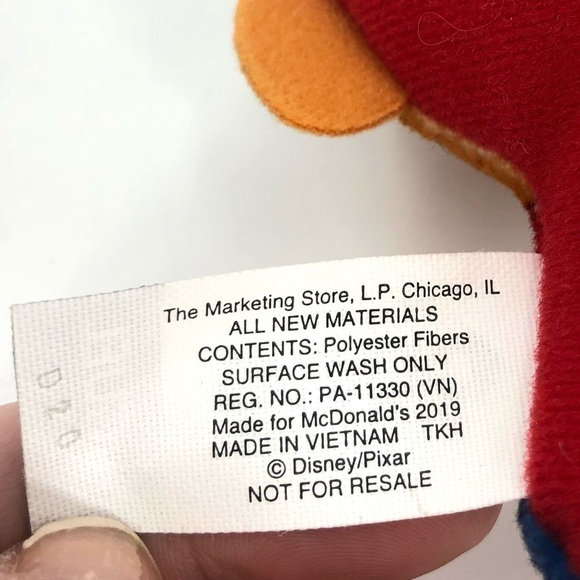 The Marketing Store, L.P. Chicago, IL
ALL NEW MATERIALS
CONTENTS: Polyester Fibers
SURFACE WASH ONLY
REG. NO.: PA-11330 (VN)
Made for McDonald's 2019
MADE IN VIETNAM TKH
© Disney/Pixar
NOT FOR RESALE